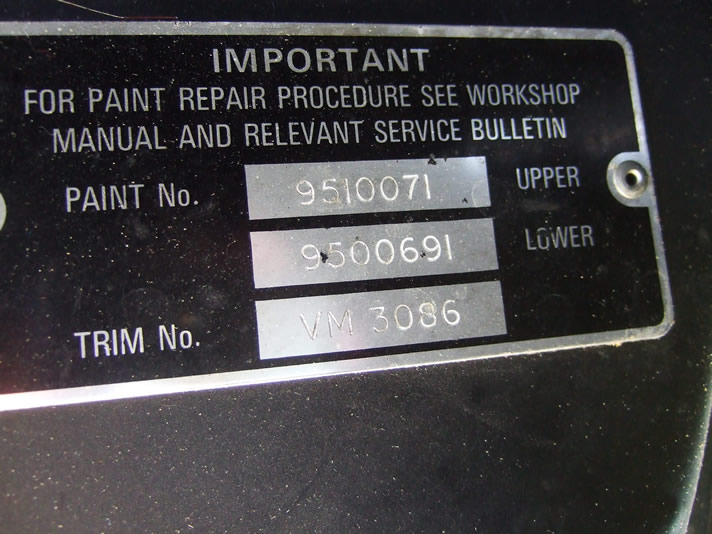 IMPORTANT
FOR PAINT REPAIR PROCEDURE SEE WORKSHOP
MANUAL AND RELEVANT SERVICE BULLETIN
PAINT No. 9510071 UPPER
9500691 LOWER
TRIM No. VM 3086